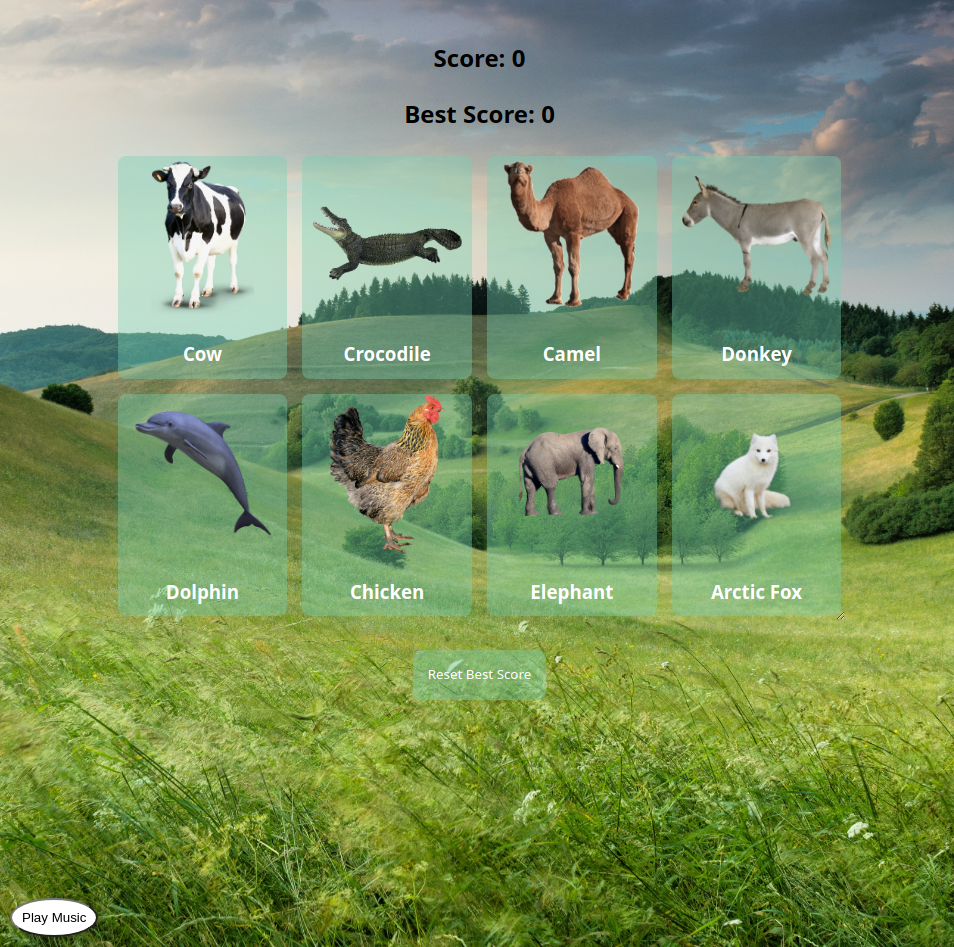 Score: 0
Best Score: 0
Cow
Crocodile
Camel
Donkey
Dolphin
Chicken
Elephant
Arctic Fox
Reset Best Score
Play Music